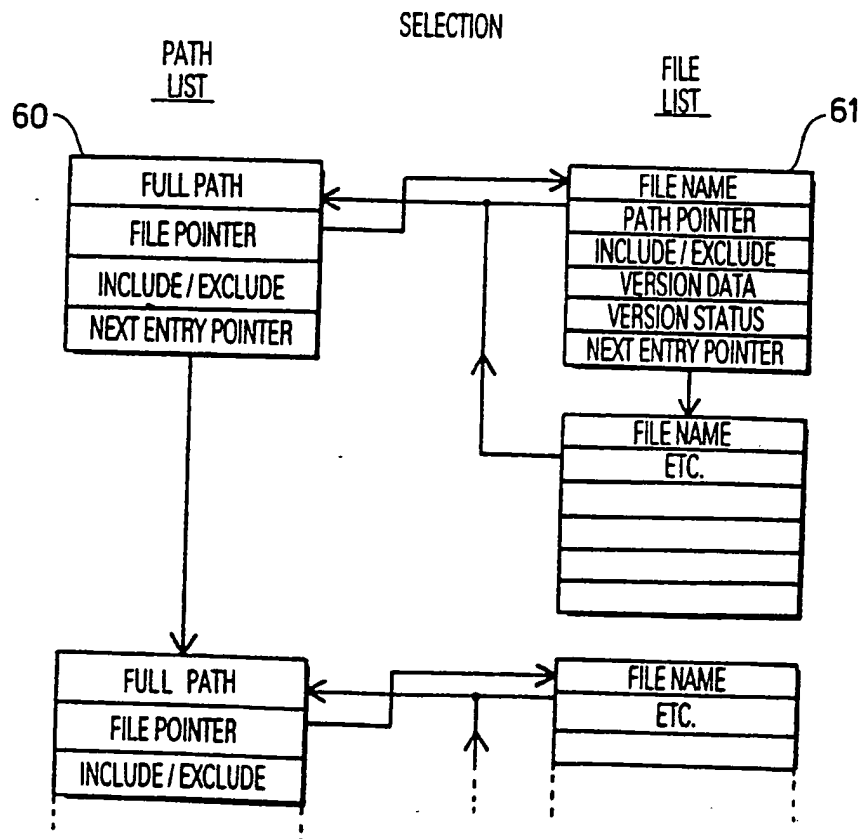 SELECTION
PATH
LIST
FILE
LIST
60
61
FULL PATH
FILE POINTER
INCLUDE / EXCLUDE
NEXT ENTRY POINTER
FILE NAME
PATH POINTER
INCLUDE / EXCLUDE
VERSION DATA
VERSION STATUS
NEXT ENTRY POINTER
FILE NAME
ETC.
FULL PATH
FILE POINTER
INCLUDE / EXCLUDE
FILE NAME
ETC.